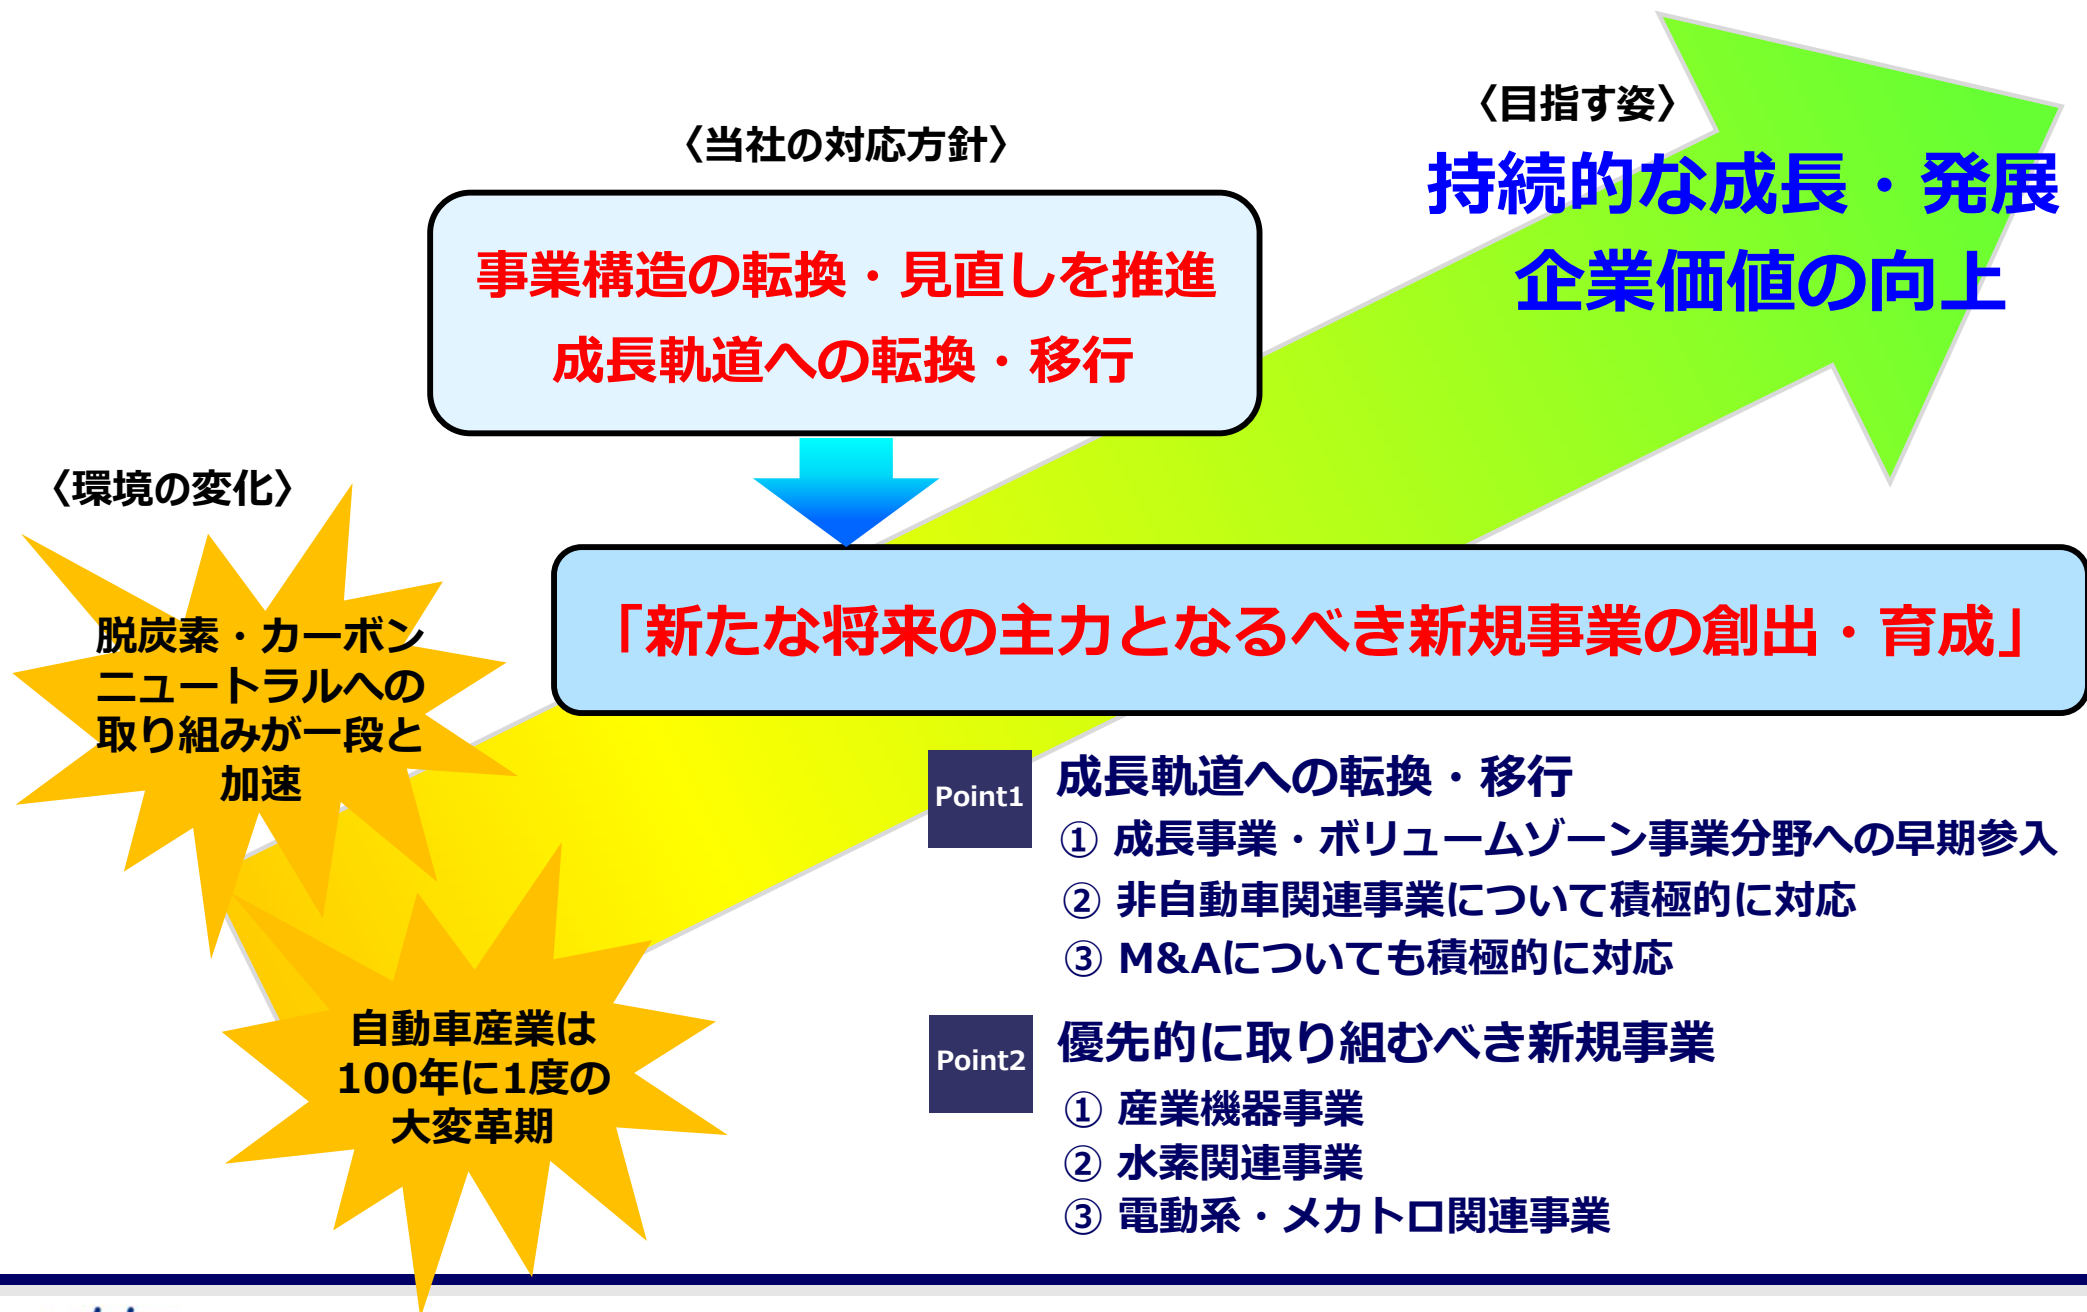 〈目指す姿〉
持続的な成長・発展
企業価値の向上
〈当社の対応方針〉
事業構造の転換・見直しを推進
成長軌道への転換・移行
〈環境の変化〉
脱炭素・カーボン
ニュートラルへの
取り組みが一段と
加速
自動車産業は
100年に1度の
大変革期
「新たな将来の主力となるべき新規事業の創出・育成」
Point1
成長軌道への転換・移行
① 成長事業・ボリュームゾーン事業分野への早期参入
② 非自動車関連事業について積極的に対応
③ M&Aについても積極的に対応
Point2
優先的に取り組むべき新規事業
① 産業機器事業
② 水素関連事業
③ 電動系・メカトロ関連事業